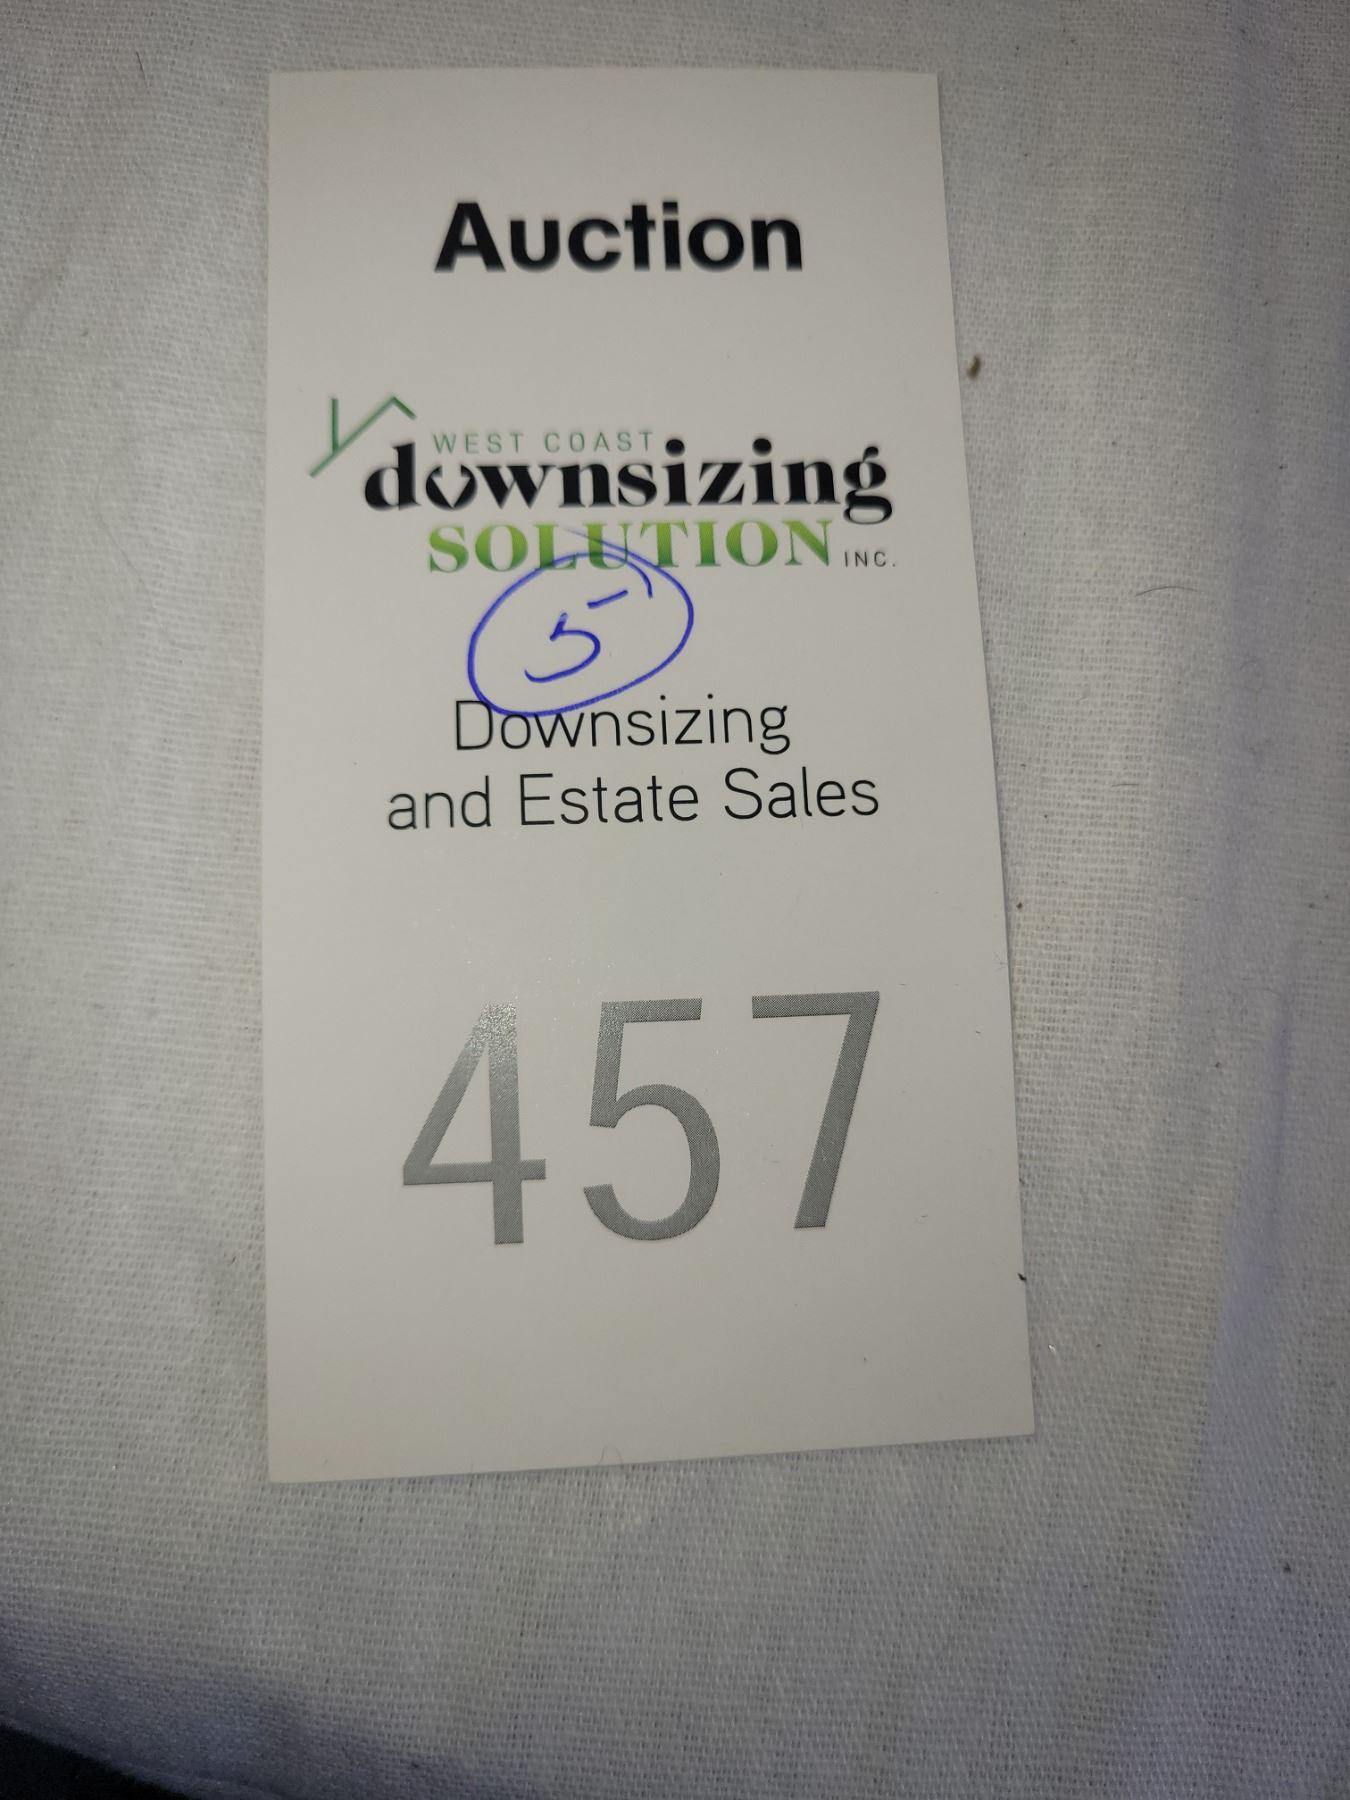 Auction
WEST COAST
downsizing
SOLUTION INC.
5
Downsizing
and Estate Sales
457